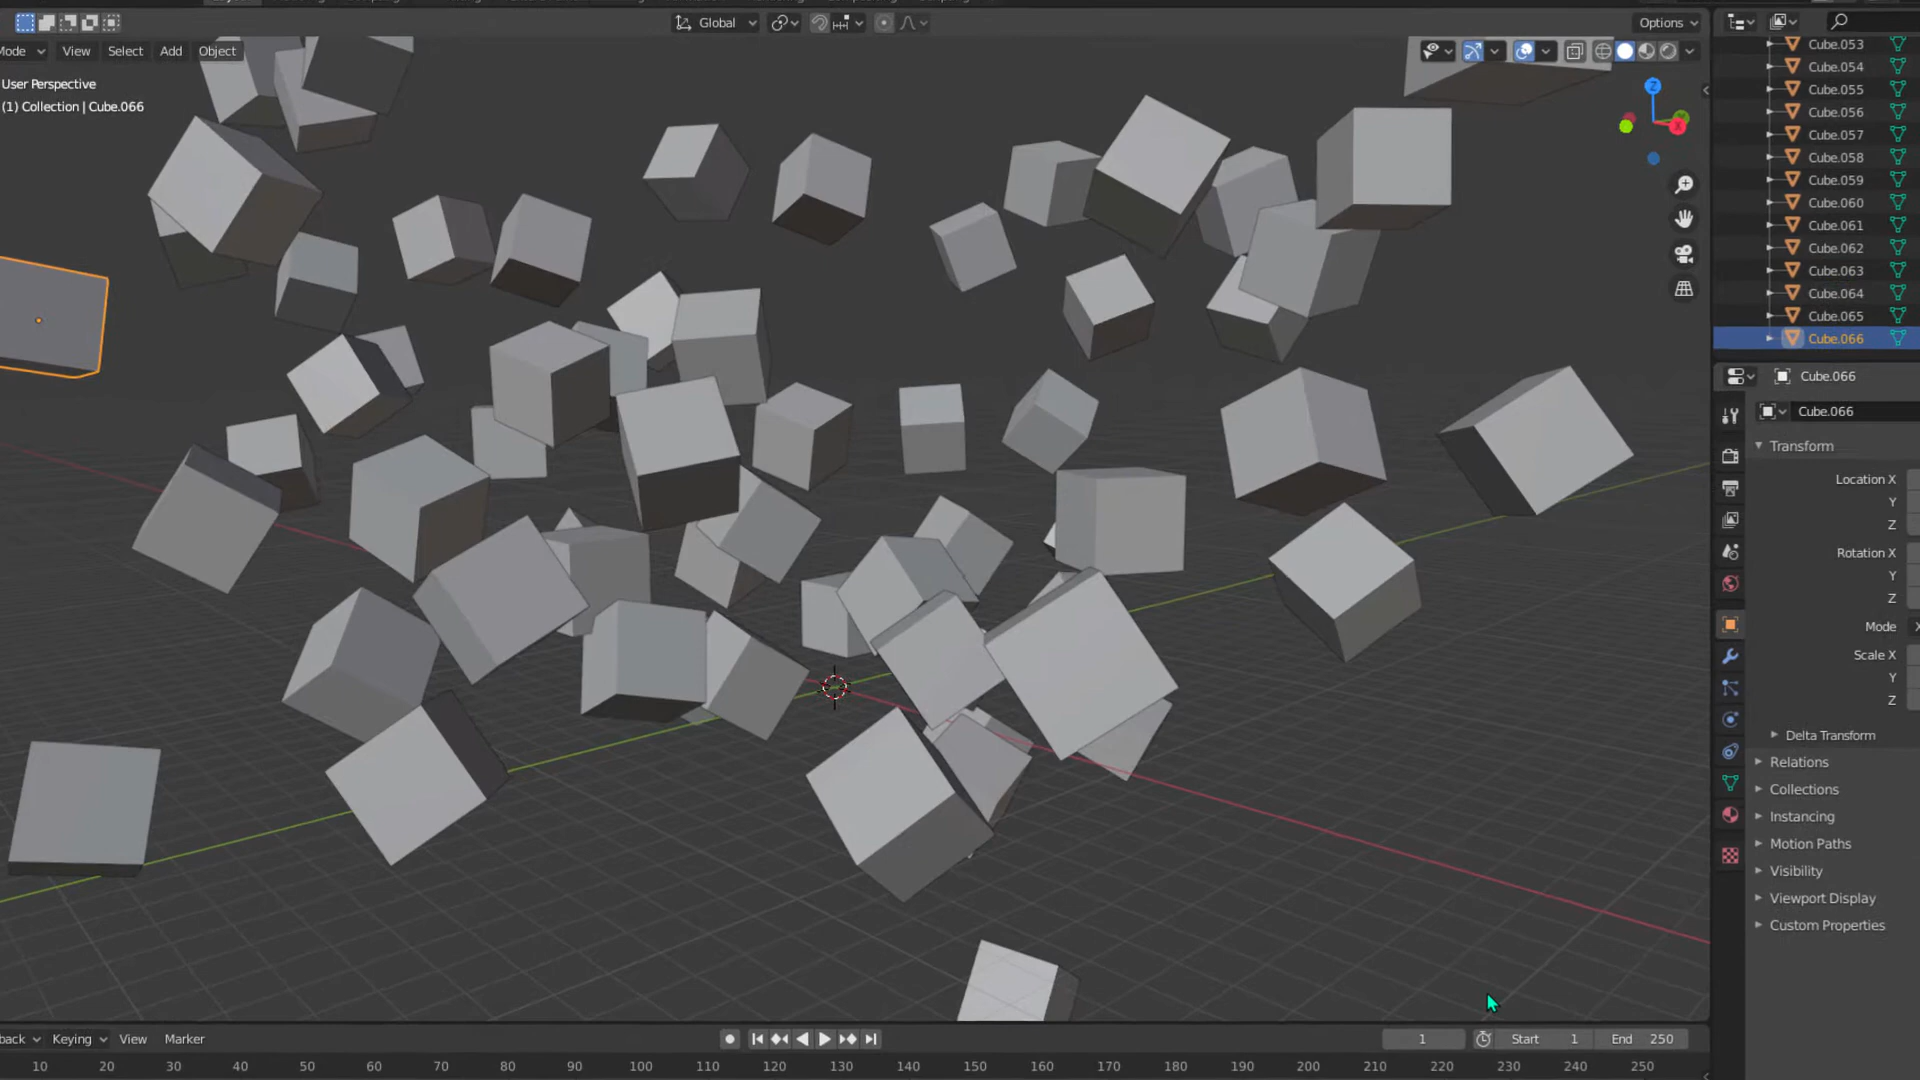 Global
Options
Mode
View
Select
Add
Object
User Perspective
(1) Collection | Cube.066
Z
X
Cube.053
Cube.054
Cube.055
Cube.056
Cube.057
Cube.058
Cube.059
Cube.060
Cube.061
Cube.062
Cube.063
Cube.064
Cube.065
Cube.066
Cube.066
Cube.066
Transform
Location X
Y
Z
Rotation X
Y
Z
Mode
Scale X
Y
Z
Delta Transform
Relations
Collections
Instancing
Motion Paths
Visibility
Viewport Display
Custom Properties
back Keying View Marker
1 Start 1 End 250
10 20 30 40 50 60 70 80 90 100 110 120 130 140 150 160 170 180 190 200 210 220 230 240 250